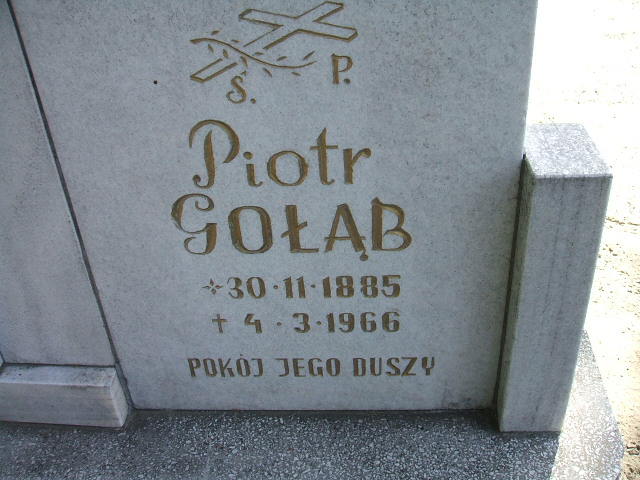 Ś. P.
Piotr
GOŁĄB
30·11·1885
✝ 4·3·1966
POKÓJ JEGO DUSZY